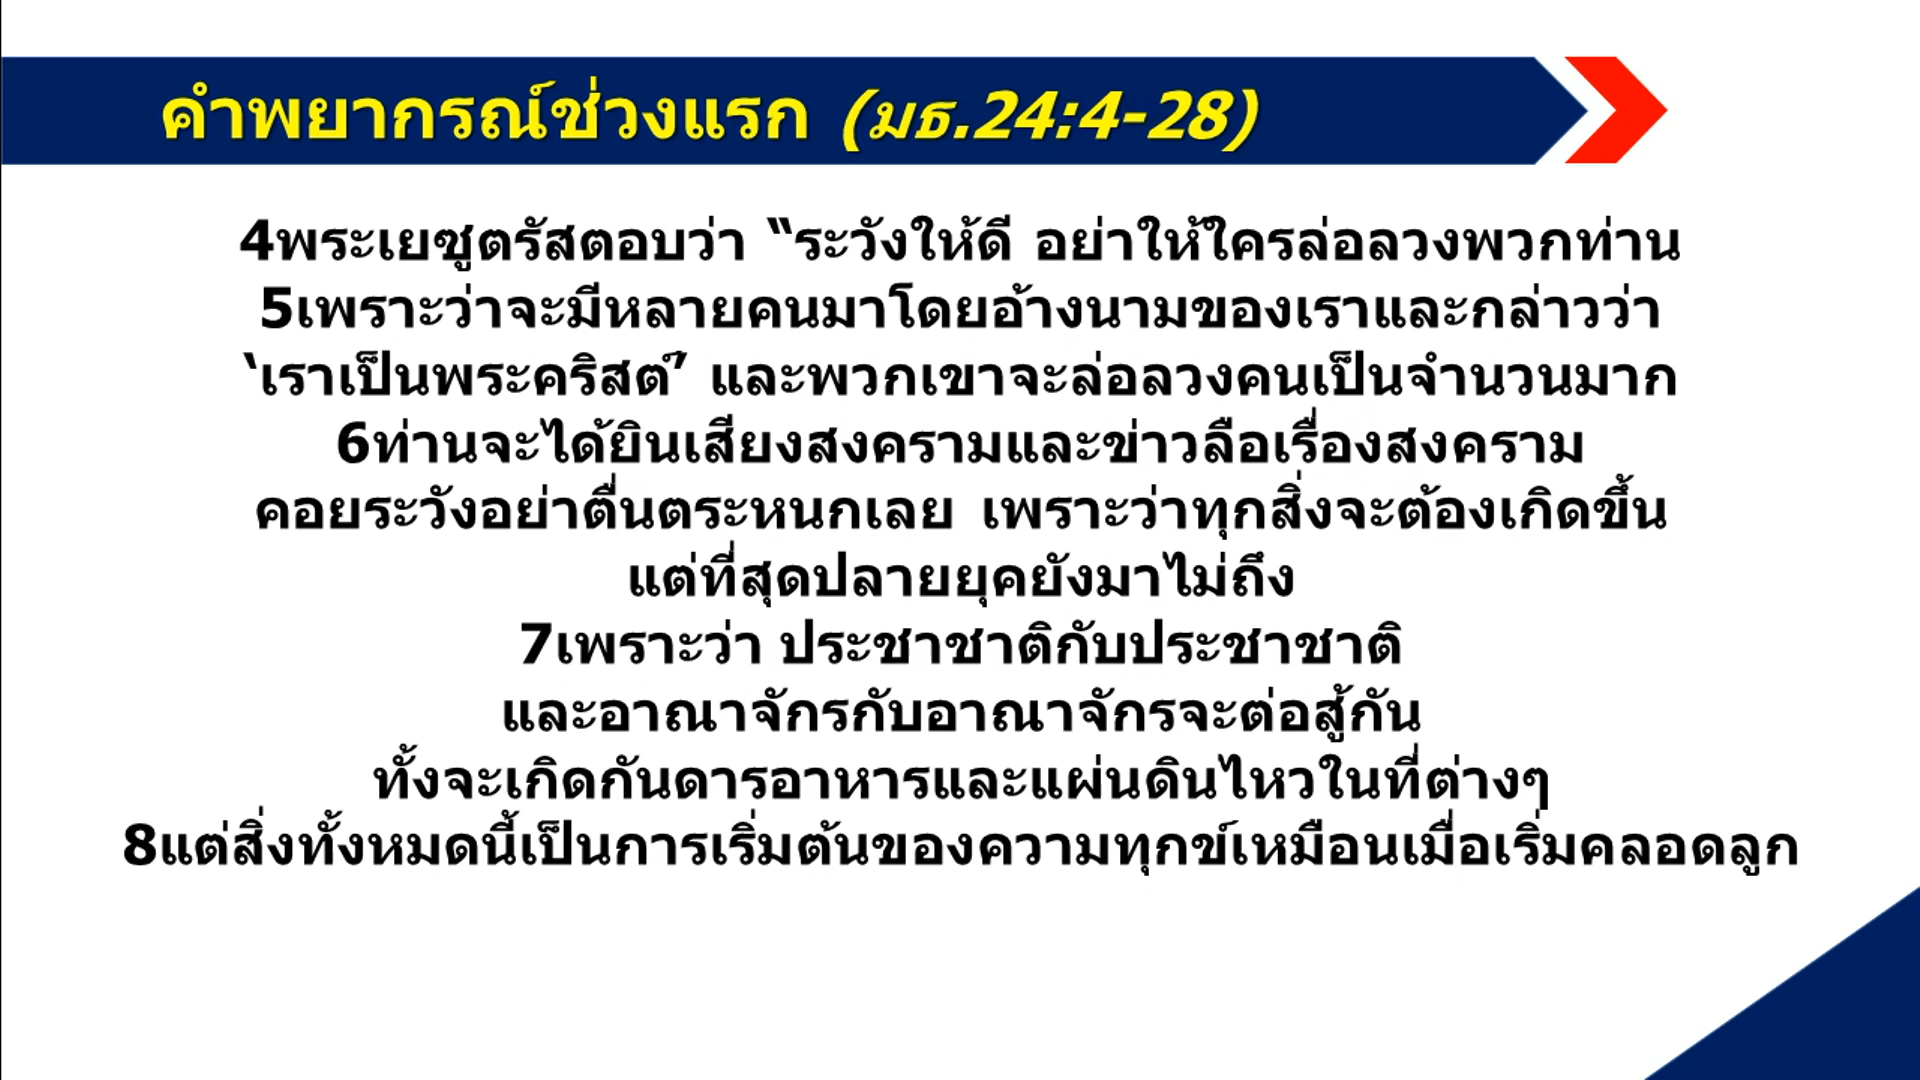 คำพยากรณ์ช่วงแรก (มธ.24:4-28)
4พระเยซูตรัสตอบว่า “ระวังให้ดี อย่าให้ใครล่อลวงพวกท่าน
5เพราะว่าจะมีหลายคนมาโดยอ้างนามของเราและกล่าวว่า
‘เราเป็นพระคริสต์’ และพวกเขาจะล่อลวงคนเป็นจำนวนมาก
6ท่านจะได้ยินเสียงสงครามและข่าวลือเรื่องสงคราม
คอยระวังอย่าตื่นตระหนกเลย เพราะว่าทุกสิ่งจะต้องเกิดขึ้น
แต่ที่สุดปลายยุคยังมาไม่ถึง
7เพราะว่า ประชาชาติกับประชาชาติ
และอาณาจักรกับอาณาจักรจะต่อสู้กัน
ทั้งจะเกิดกันดารอาหารและแผ่นดินไหวในที่ต่างๆ
8แต่สิ่งทั้งหมดนี้เป็นการเริ่มต้นของความทุกข์เหมือนเมื่อเริ่มคลอดลูก